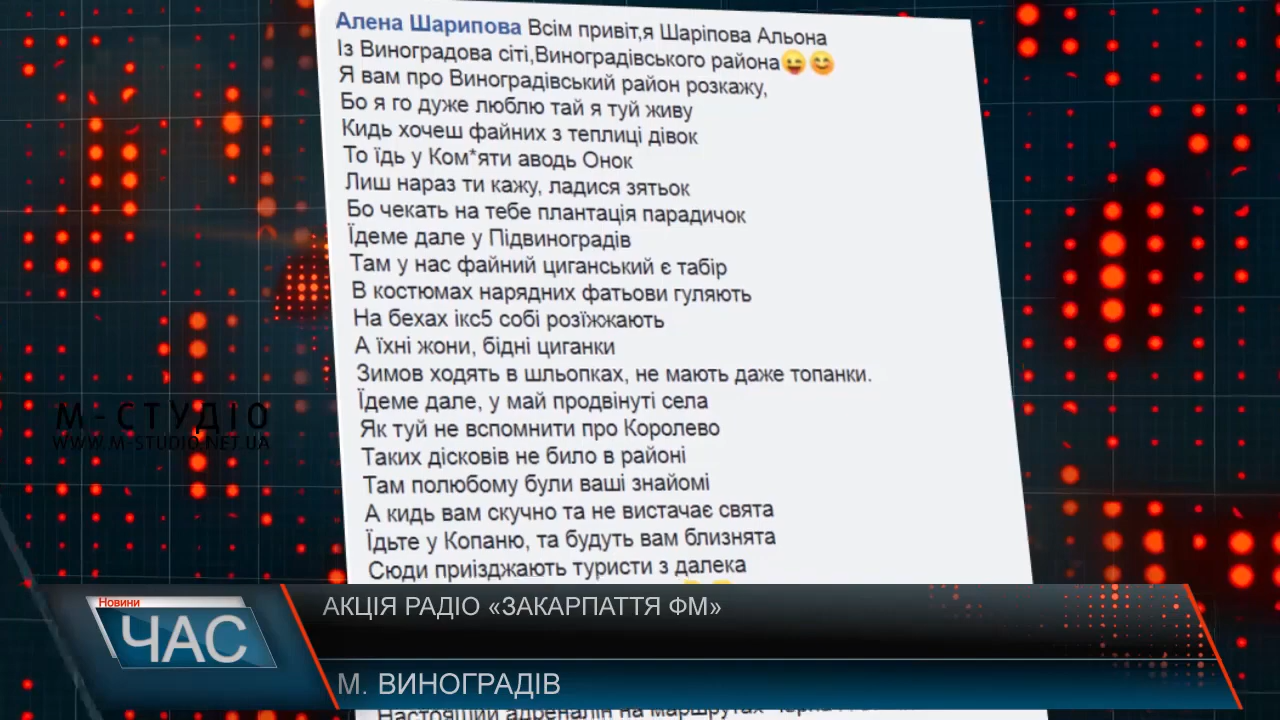 Алена Шарипова Всім привіт,я Шаріпова Альона
Із Виноградова сіті,Виноградівського района😜😊
Я вам про Виноградівський район розкажу,
Бо я го дуже люблю тай я туй живу
Кидь хочеш файних з теплиці дівок
То їдь у Ком*яти аводь Онок
Лиш нараз ти кажу, ладися зятьок
Бо чекать на тебе плантація парадичок
Їдеме дале у Підвиноградів
Там у нас файний циганський є табір
В костюмах нарядних фатьови гуляють
На бехах ікс5 собі розїжжають
А їхні жони, бідні циганки
Зимов ходять в шльопках, не мають даже топанки.
Їдеме дале, у май продвінуті села
Як туй не вспомнити про Королево
Таких дісковів не било в районі
Там полюбому були ваші знайомі
А кидь вам скучно та не вистачає свята
Їдьте у Копаню, та будуть вам близнята
Сюди приїзджають туристи з далека
М-СТУДІО
WWW.M-STUDIO.NET.UA
Новини
ЧАС
АКЦІЯ РАДІО «ЗАКАРПАТТЯ ФМ»
М. ВИНОГРАДІВ
Настоящий адреналін на маршрутах